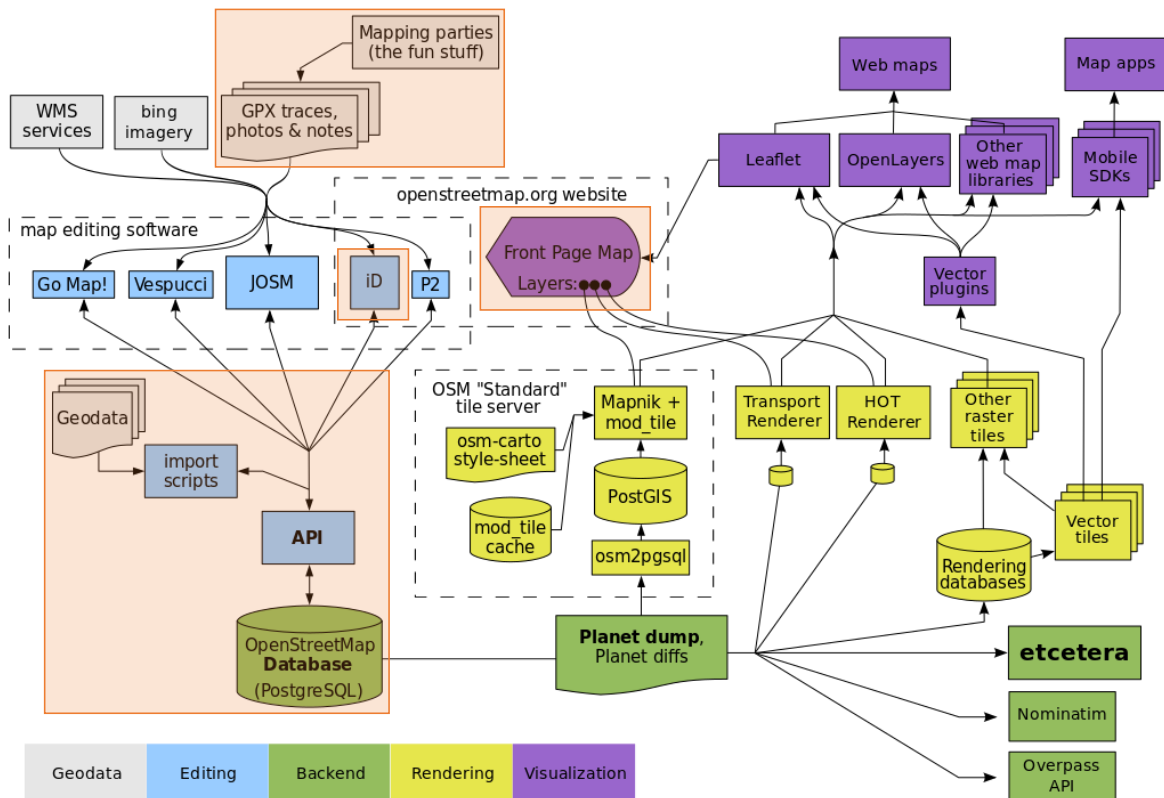 Mapping parties
(the fun stuff)
WMS
services
bing
imagery
GPX traces,
photos & notes
Web maps
Map apps
Leaflet
OpenLayers
Other
web map
libraries
Mobile
SDKs
openstreetmap.org website
map editing software
Front Page Map
Layers:
Go Map!
Vespucci
JOSM
iD
P2
Vector
plugins
Geodata
import
scripts
API
OpenStreetMap
Database
(PostgreSQL)
OSM "Standard"
tile server
Mapnik +
mod_tile
osm-carto
style-sheet
PostGIS
mod_tile
cache
osm2pgsql
Transport
Renderer
HOT
Renderer
Other
raster
tiles
Vector
tiles
Rendering
databases
Planet dump,
Planet diffs
etcetera
Nominatim
Overpass
API
Geodata
Editing
Backend
Rendering
Visualization